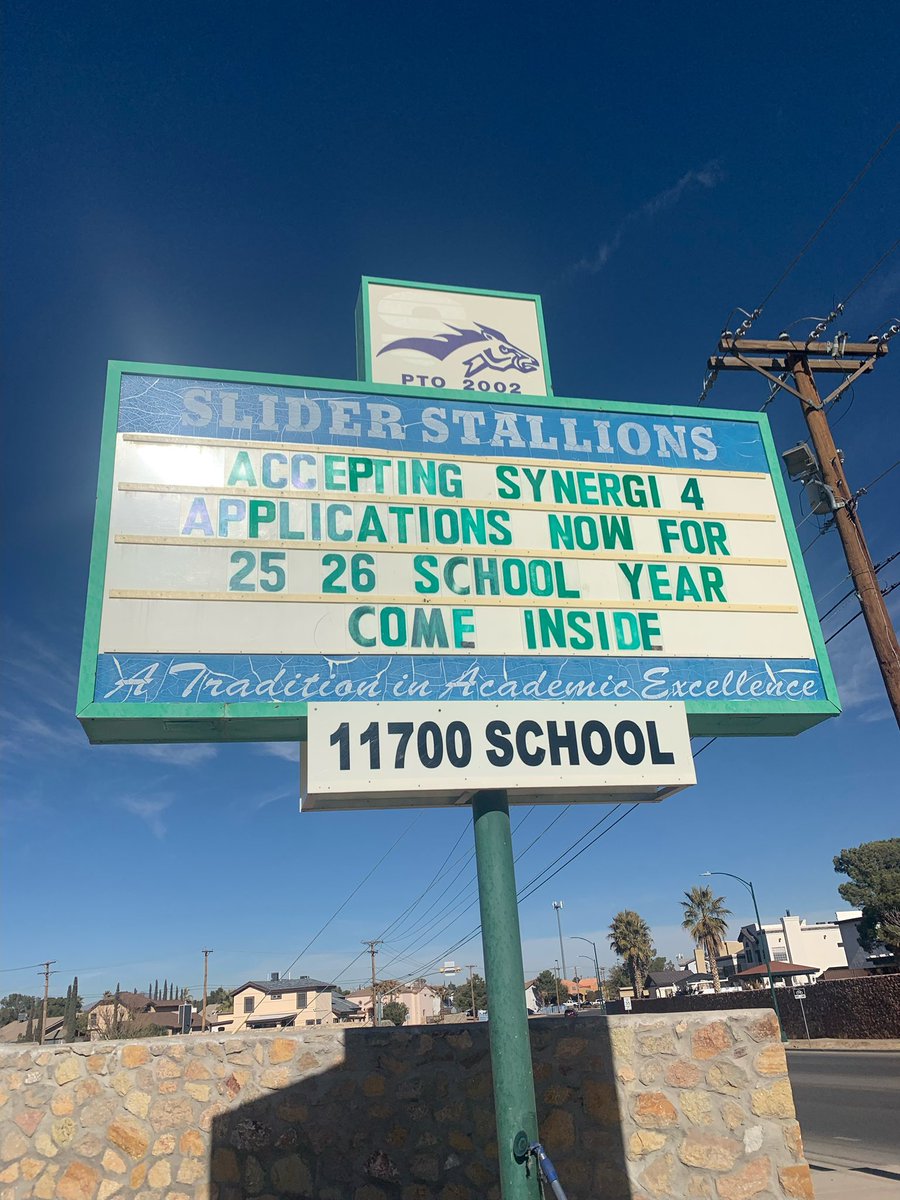 PTO 2002
SLIDER STALLIONS
ACCEPTING SYNERGI 4
APPLICATIONS NOW FOR
25 26 SCHOOL YEAR
COME INSIDE
A Tradition in Academic Excellence
11700 SCHOOL